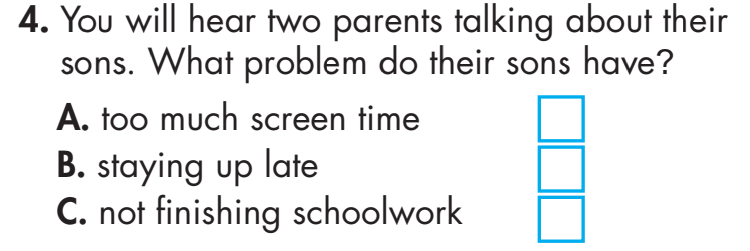 4. You will hear two parents talking about their
sons. What problem do their sons have?
A. too much screen time
B. staying up late
C. not finishing schoolwork